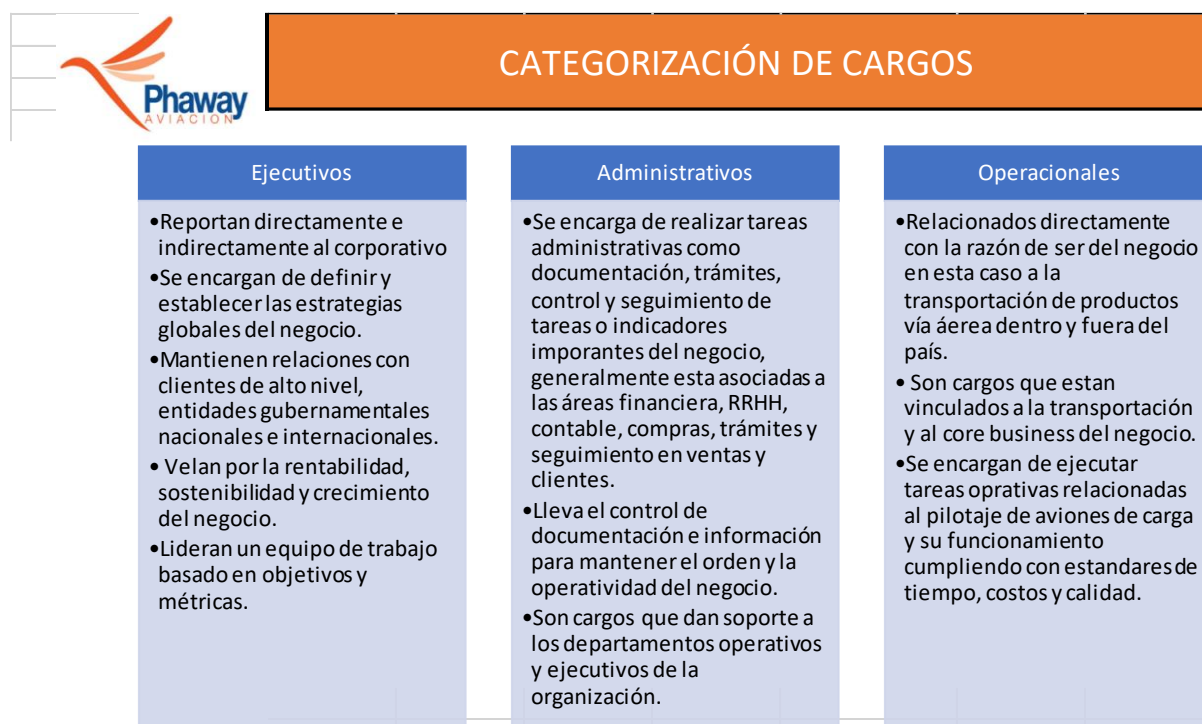 Phaway
AVIACION
CATEGORIZACIÓN DE CARGOS
Ejecutivos
•Reportan directamente e
indirectamente al corporativo
•Se encargan de definir y
establecer las estrategias
globales del negocio.
•Mantienen relaciones con
clientes de alto nivel,
entidades gubernamentales
nacionales e internacionales.
• Velan por la rentabilidad,
sostenibilidad y crecimiento
del negocio.
•Lideran un equipo de trabajo
basado en objetivos y
métricas.
Administrativos
•Se encarga de realizar tareas
administrativas como
documentación, trámites,
control y seguimiento de
tareas o indicadores
imporantes del negocio,
generalmente esta asociadas a
las áreas financiera, RRHH,
contable, compras, trámites y
seguimiento en ventas y
clientes.
•Lleva el control de
documentación e información
para mantener el orden y la
operatividad del negocio.
•Son cargos que dan soporte a
los departamentos operativos
y ejecutivos de la
organización.
Operacionales
•Relacionados directamente
con la razón de ser del negocio
en esta caso a la
transportación de productos
vía áerea dentro y fuera del
país.
• Son cargos que estan
vinculados a la transportación
y al core business del negocio.
•Se encargan de ejecutar
tareas oprativas relacionadas
al pilotaje de aviones de carga
y su funcionamiento
cumpliendo con estandares de
tiempo, costos y calidad.